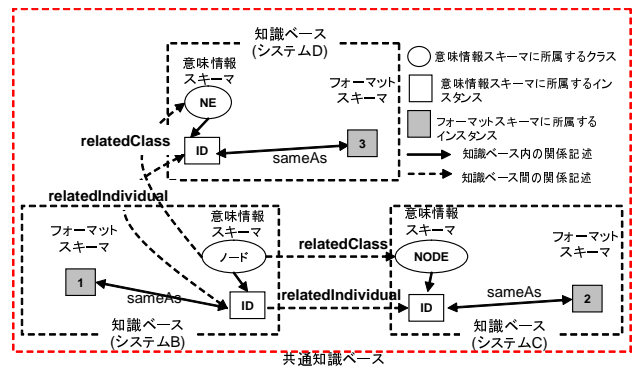 知識ベース
(システムD)
意味情報
スキーマ
フォーマット
スキーマ
NE
ID
3
sameAs
relatedClass
relatedIndividual
意味情報スキーマに所属するクラス
意味情報スキーマに所属するイン
スタンス
フォーマットスキーマに所属する
インスタンス
知識ベース内の関係記述
知識ベース間の関係記述
フォーマット
スキーマ
意味情報
スキーマ
ノード
1
sameAs
ID
知識ベース
(システムB)
relatedClass
relatedIndividual
意味情報
スキーマ
フォーマット
スキーマ
NODE
ID
sameAs
2
知識ベース
(システムC)
共通知識ベース